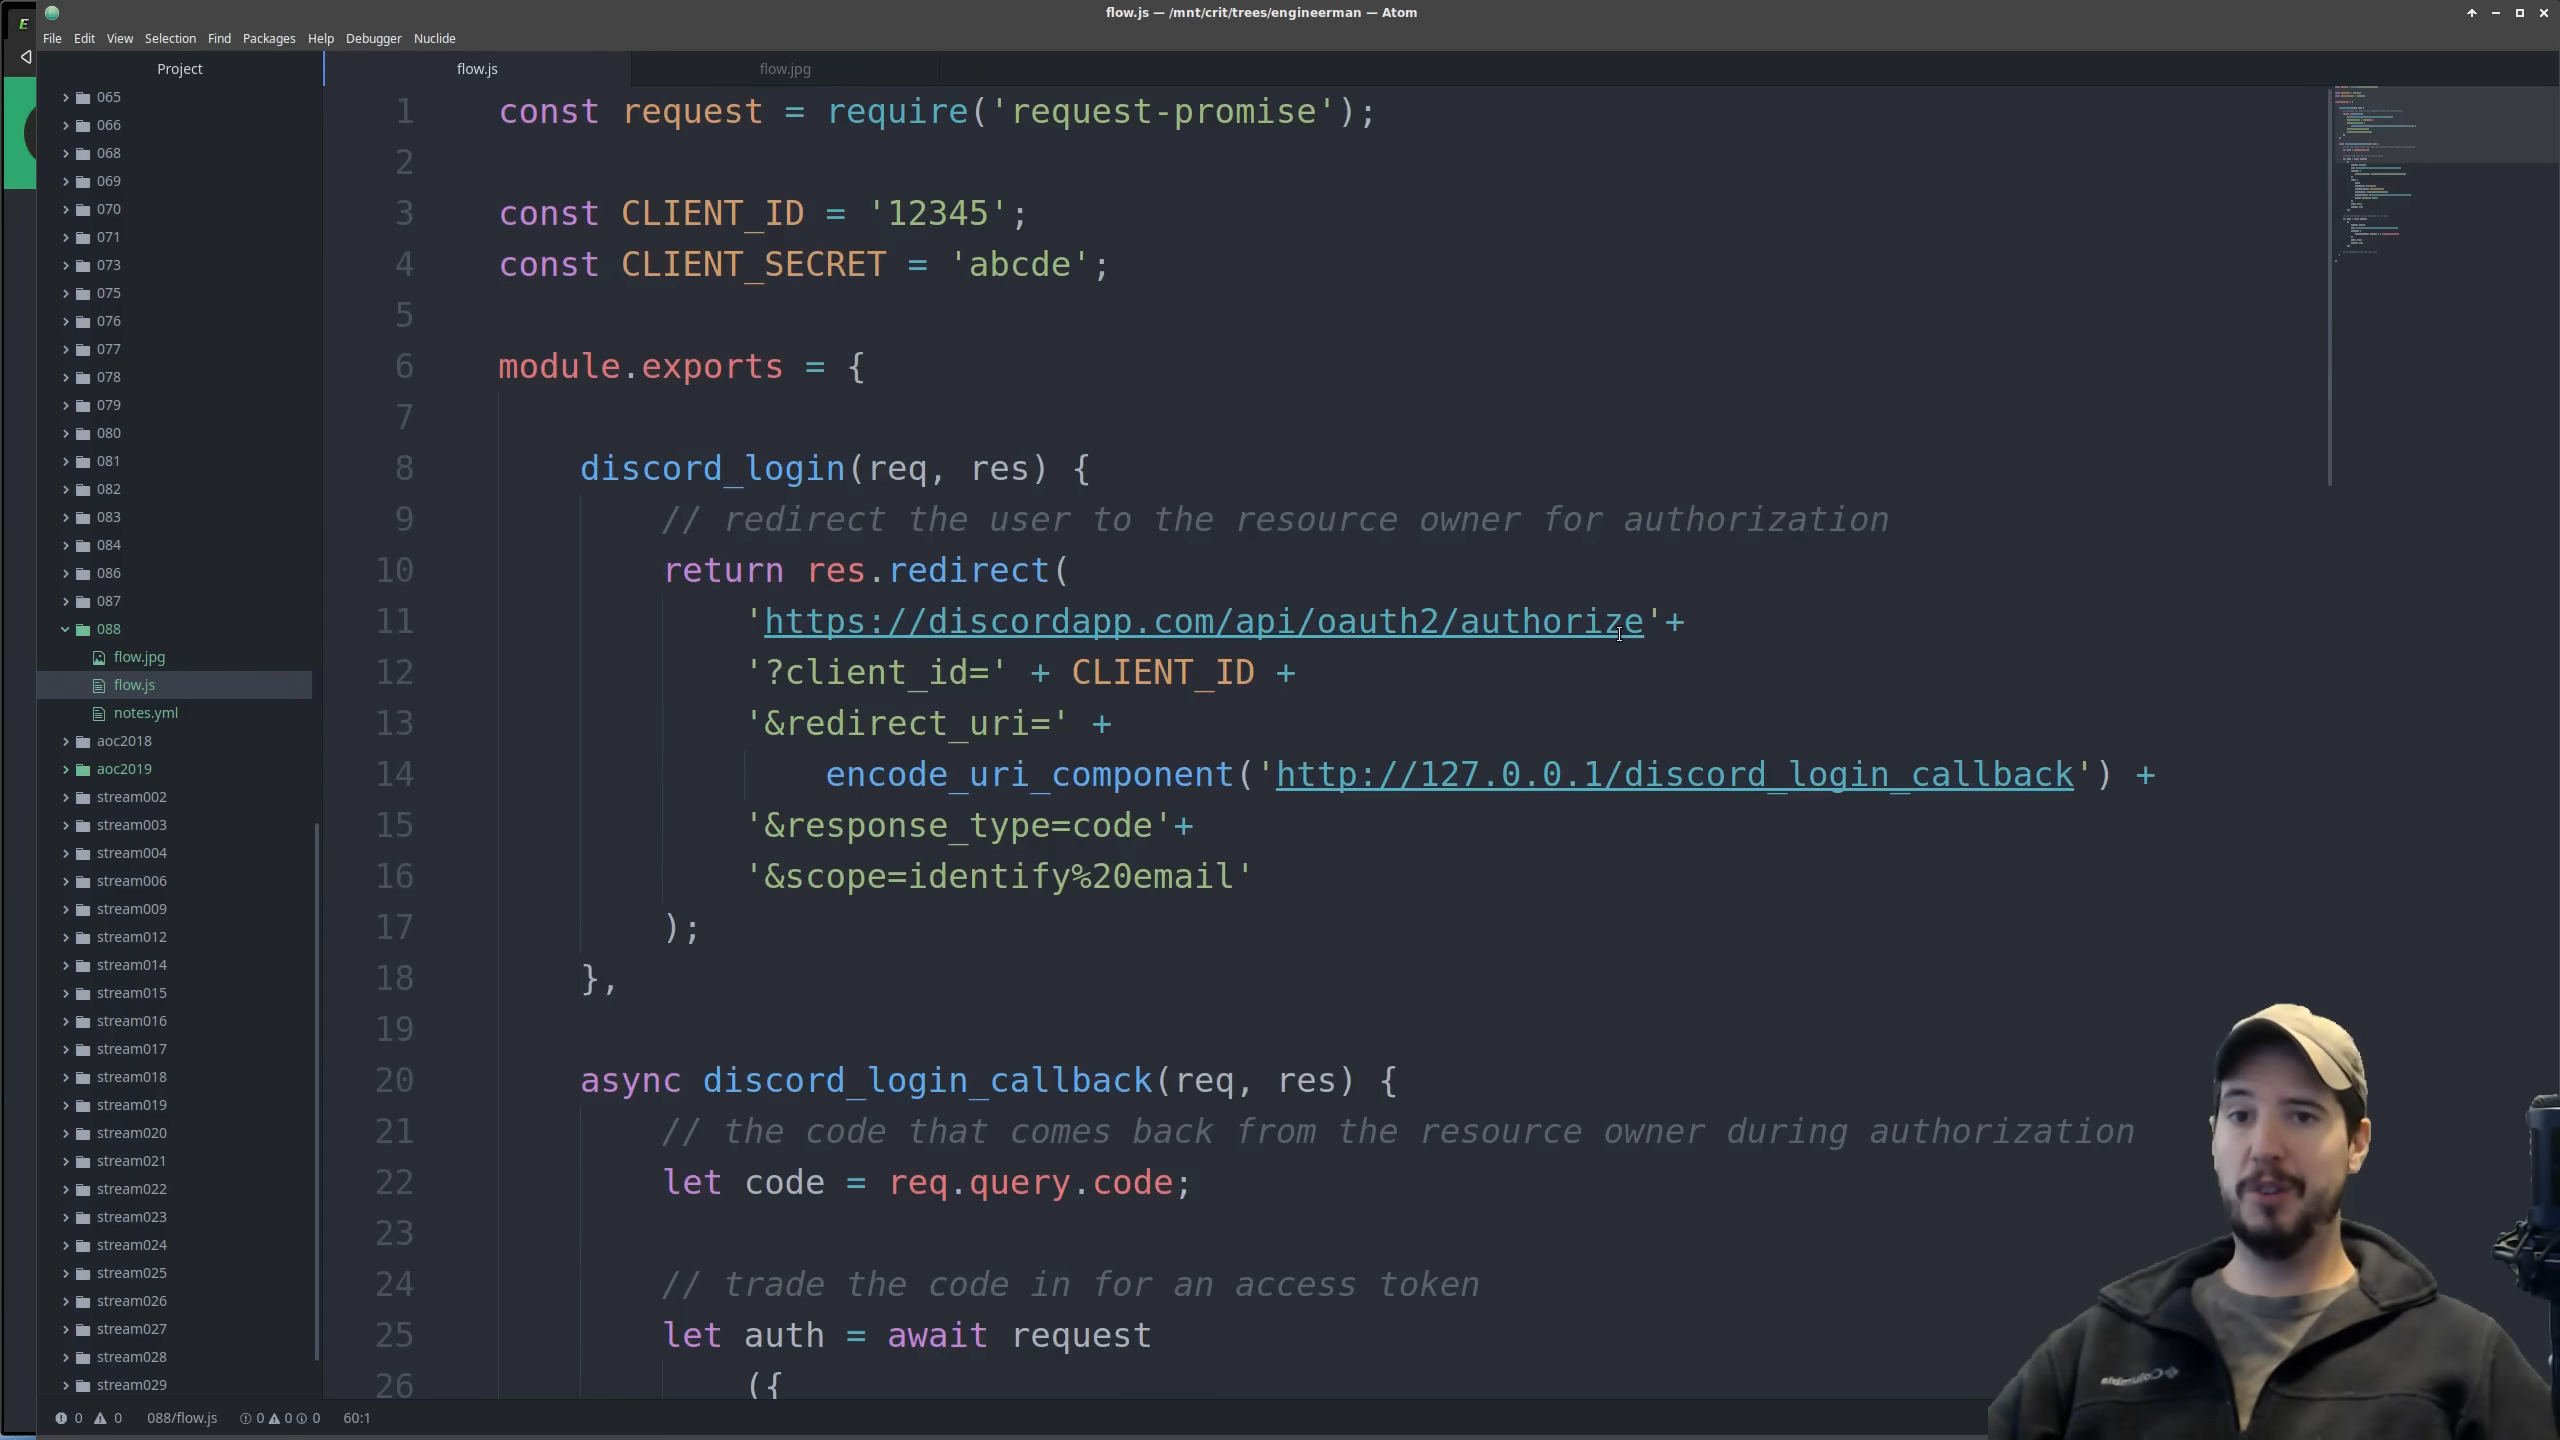 flow.js — /mnt/crit/trees/engineerman — Atom
File Edit View Selection Find Packages Help Debugger Nuclide
Project
flow.js
flow.jpg
065
066
068
069
070
071
073
075
076
077
078
079
080
081
082
083
084
086
087
088
flow.jpg
flow.js
notes.yml
aoc2018
aoc2019
stream002
stream003
stream004
stream006
stream009
stream012
stream014
stream015
stream016
stream017
stream018
stream019
stream020
stream021
stream022
stream023
stream024
stream025
stream026
stream027
stream028
stream029
1 const request = require('request-promise');
2
3 const CLIENT_ID = '12345';
4 const CLIENT_SECRET = 'abcde';
5
6 module.exports = {
7
8 discord_login(req, res) {
9 // redirect the user to the resource owner for authorization
10 return res.redirect(
11 'https://discordapp.com/api/oauth2/authorize'+
12 '?client_id=' + CLIENT_ID +
13 '&redirect_uri=' +
14 encode_uri_component('http://127.0.0.1/discord_login_callback') +
15 '&response_type=code'+
16 '&scope=identify%20email'
17 );
18 },
19
20 async discord_login_callback(req, res) {
21 // the code that comes back from the resource owner during authorization
22 let code = req.query.code;
23
24 // trade the code in for an access token
25 let auth = await request
26 ({
0 0 088/flow.js 0 0 0 60:1
E
Columbia